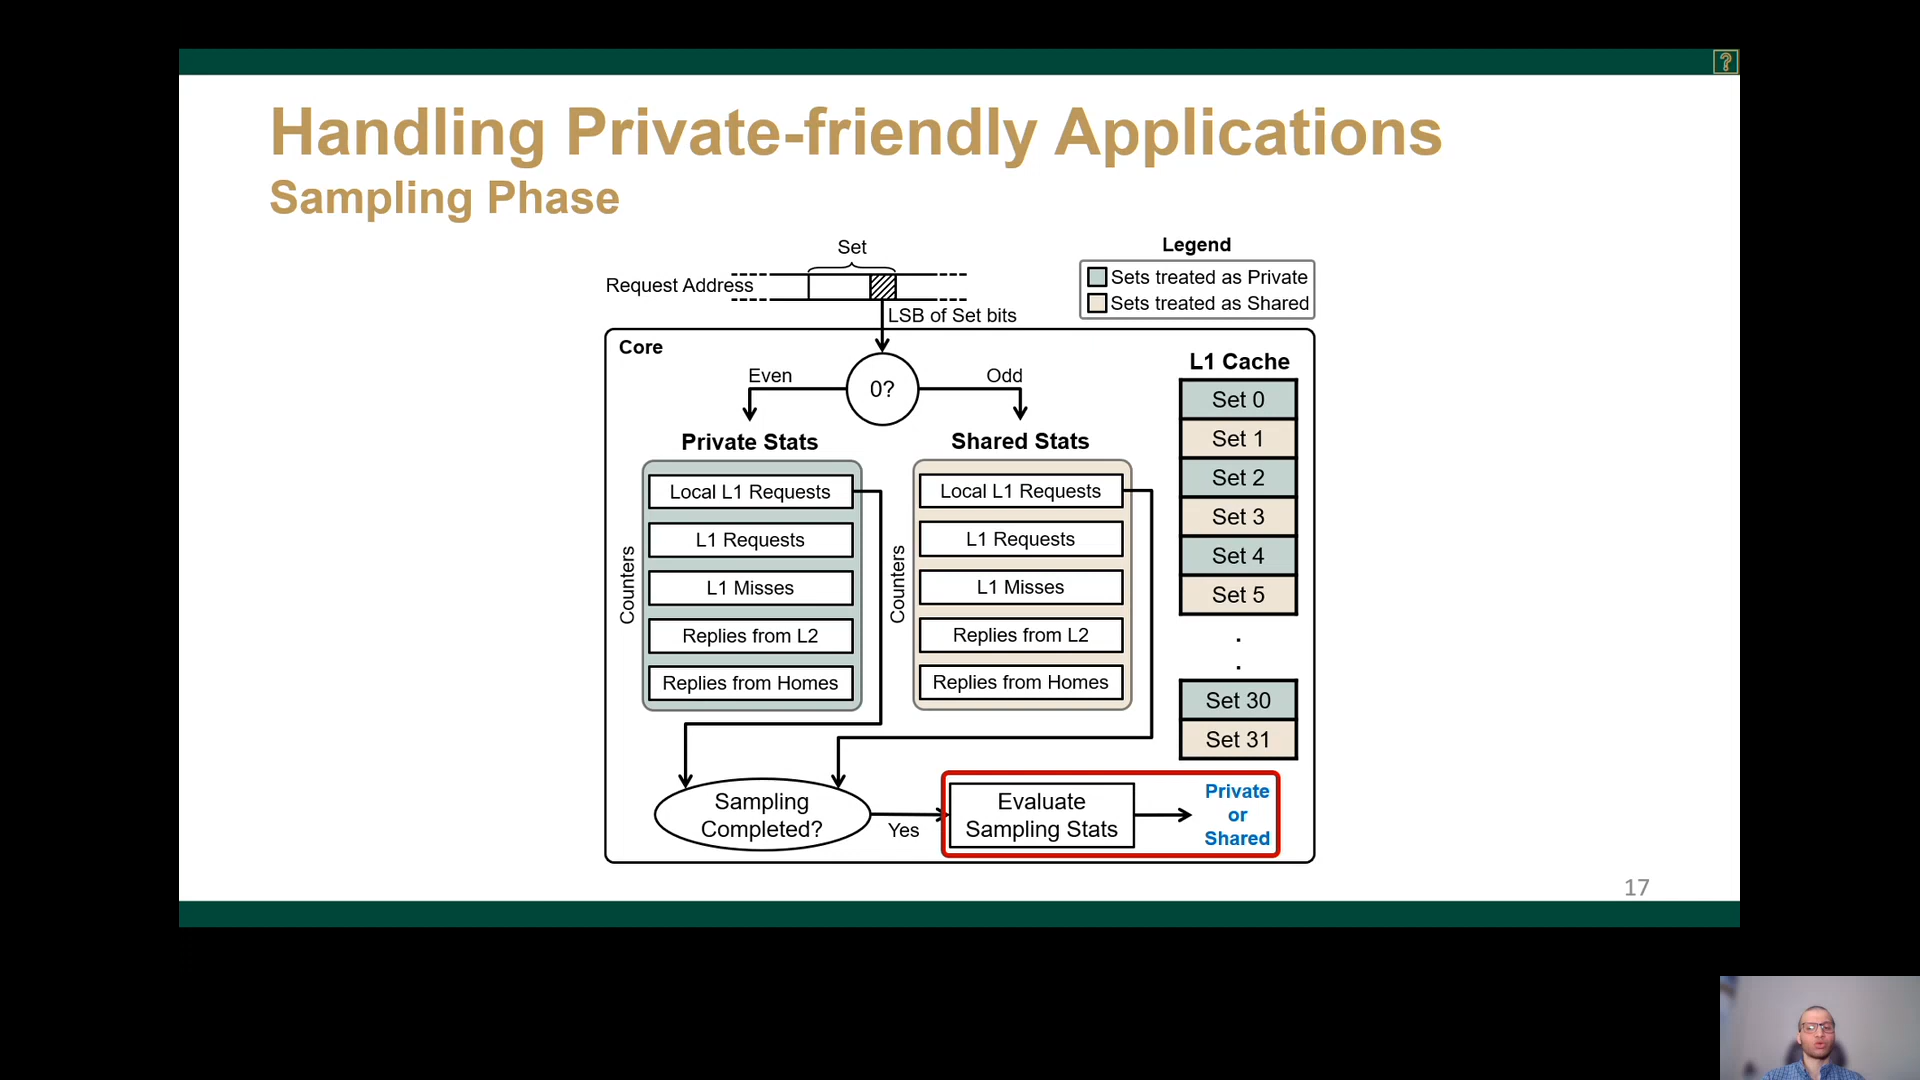 ?
Handling Private-friendly Applications
Sampling Phase
Set
Request Address
LSB of Set bits
Legend
Sets treated as Private
Sets treated as Shared
Core
0?
Even
Odd
Private Stats
Counters
Local L1 Requests
L1 Requests
L1 Misses
Replies from L2
Replies from Homes
Shared Stats
Counters
Local L1 Requests
L1 Requests
L1 Misses
Replies from L2
Replies from Homes
L1 Cache
Set 0
Set 1
Set 2
Set 3
Set 4
Set 5
.
.
Set 30
Set 31
Sampling
Completed?
Yes
Evaluate
Sampling Stats
Private
or
Shared
17